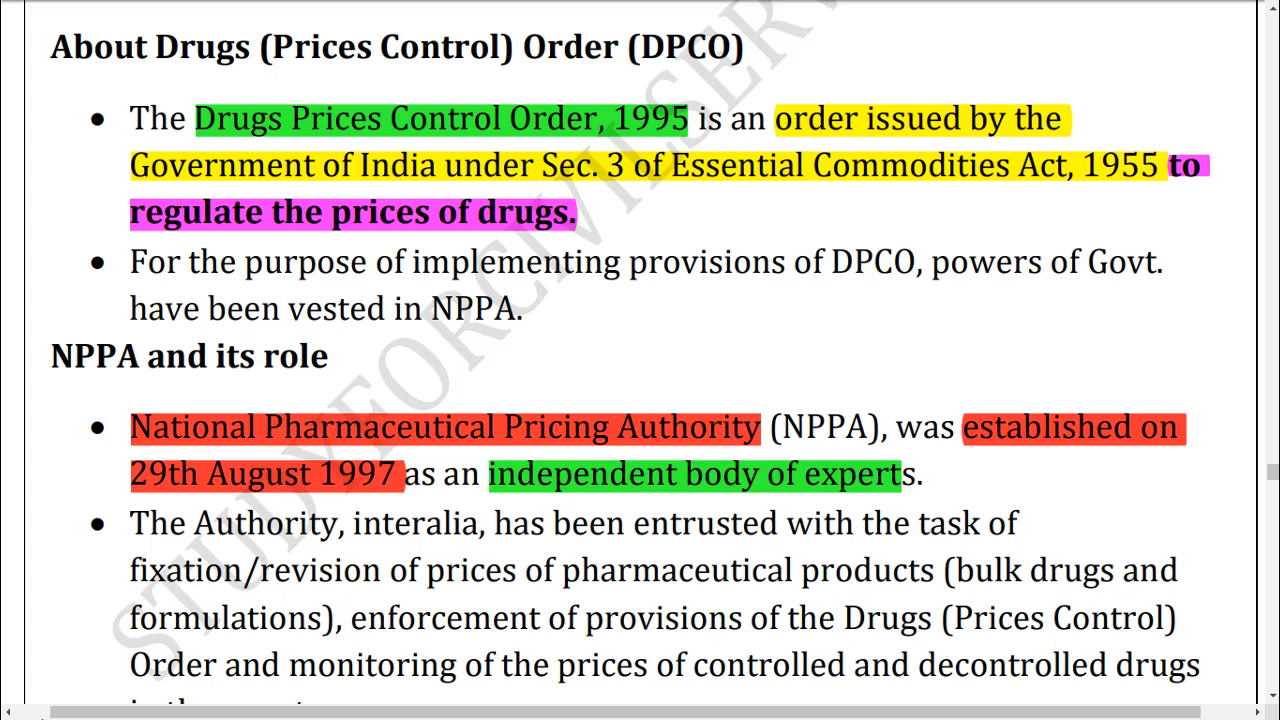 About Drugs (Prices Control) Order (DPCO)
• The Drugs Prices Control Order, 1995 is an order issued by the
Government of India under Sec. 3 of Essential Commodities Act, 1955 to
regulate the prices of drugs.
• For the purpose of implementing provisions of DPCO, powers of Govt.
have been vested in NPPA.
NPPA and its role
• National Pharmaceutical Pricing Authority (NPPA), was established on
29th August 1997 as an independent body of experts.
• The Authority, interalia, has been entrusted with the task of
fixation/revision of prices of pharmaceutical products (bulk drugs and
formulations), enforcement of provisions of the Drugs (Prices Control)
Order and monitoring of the prices of controlled and decontrolled drugs
STUDYFORCIVILSERV